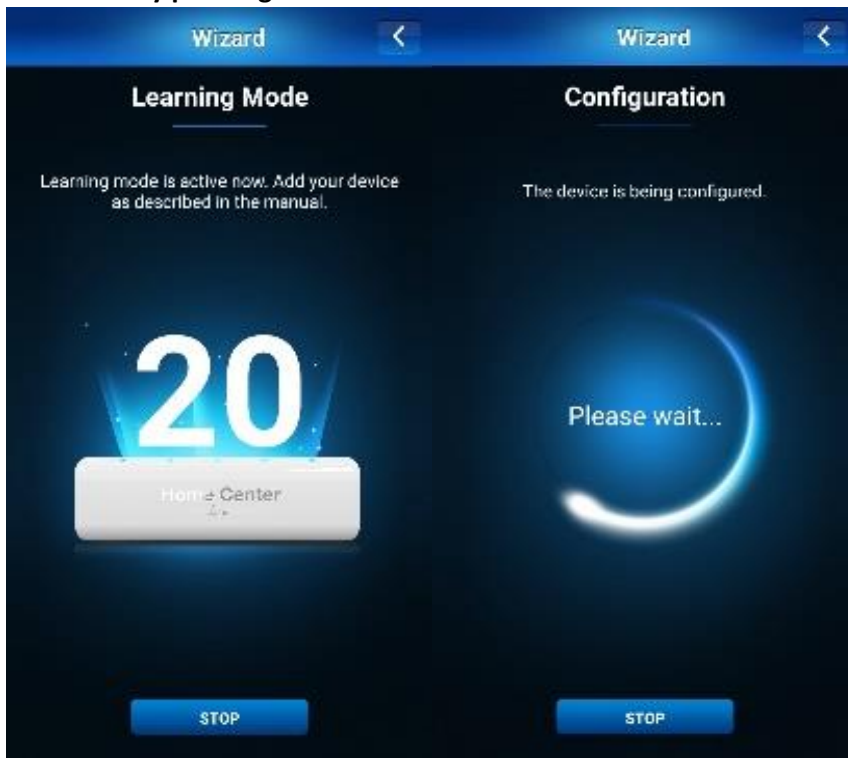 Wizard
Learning Mode
Learning mode is active now. Add your device
as described in the manual.
20
Home Center
STOP
Wizard
Configuration
The device is being configured.
Please wait...
STOP